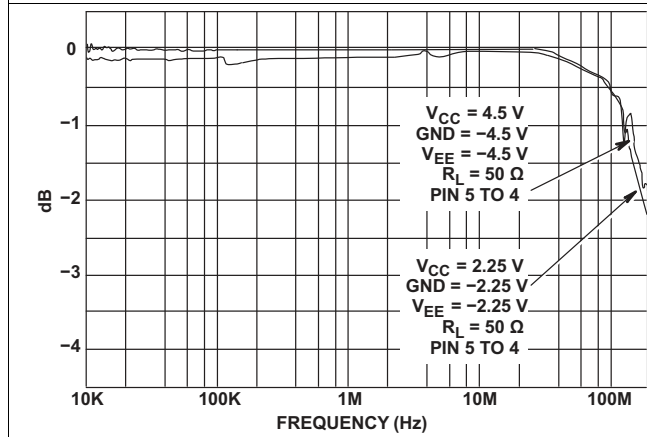 0
−1
−2
−3
−4
dB
V_CC = 4.5 V
GND = −4.5 V
V_EE = −4.5 V
R_L = 50 Ω
PIN 5 TO 4
V_CC = 2.25 V
GND = −2.25 V
V_EE = −2.25 V
R_L = 50 Ω
PIN 5 TO 4
10K 100K 1M 10M 100M
FREQUENCY (Hz)